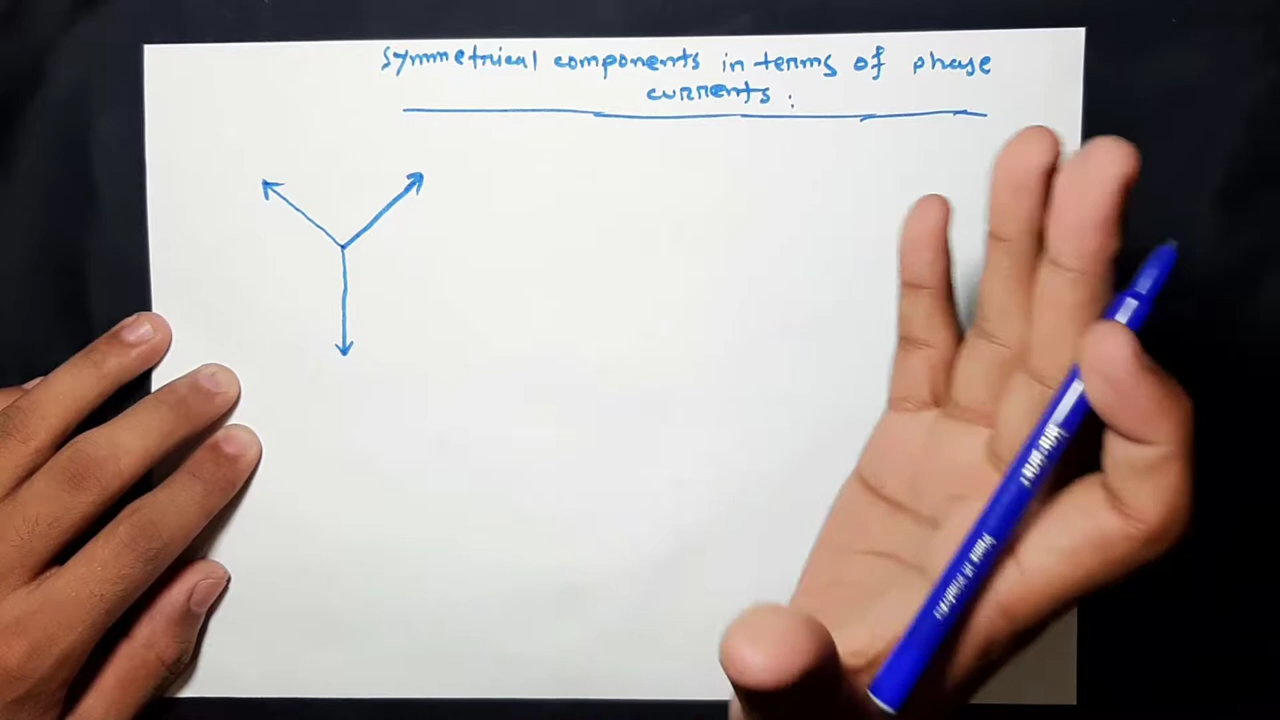 Symmetrical components in terms of phase
currents :